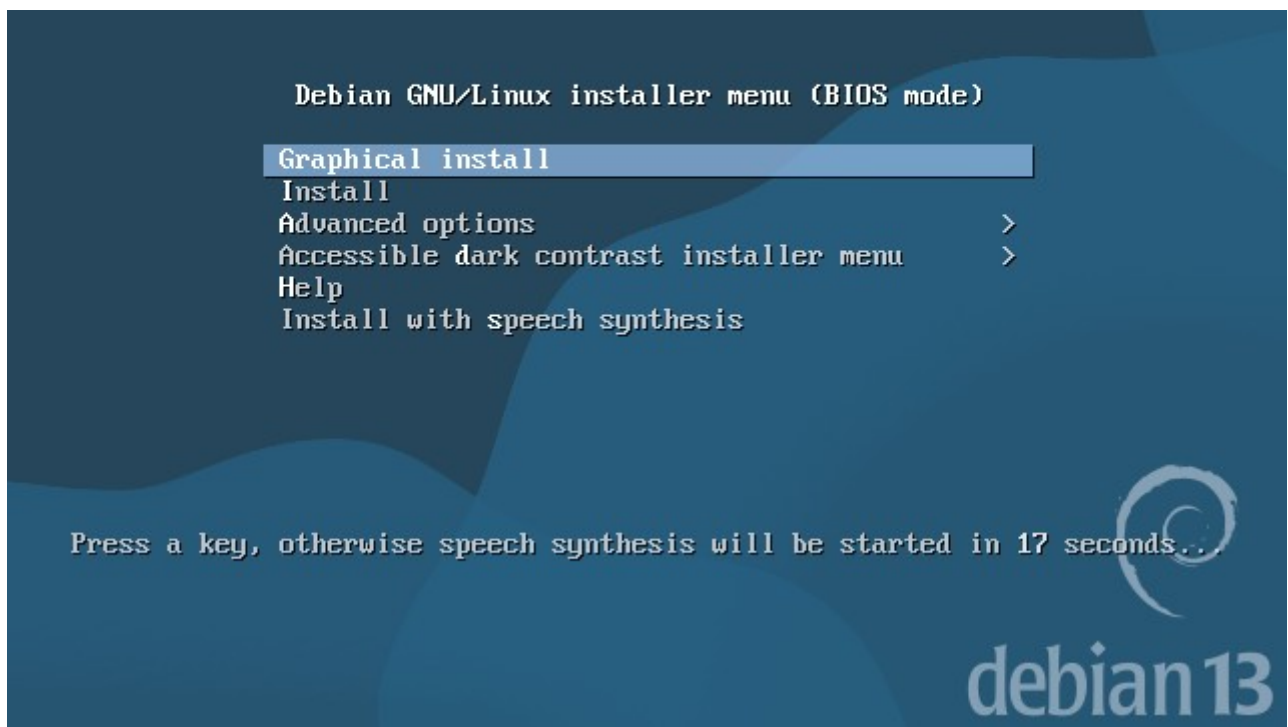 Debian GNU/Linux installer menu (BIOS mode)
Graphical install
Install
Advanced options >
Accessible dark contrast installer menu >
Help
Install with speech synthesis
Press a key, otherwise speech synthesis will be started in 17 seconds...
debian 13